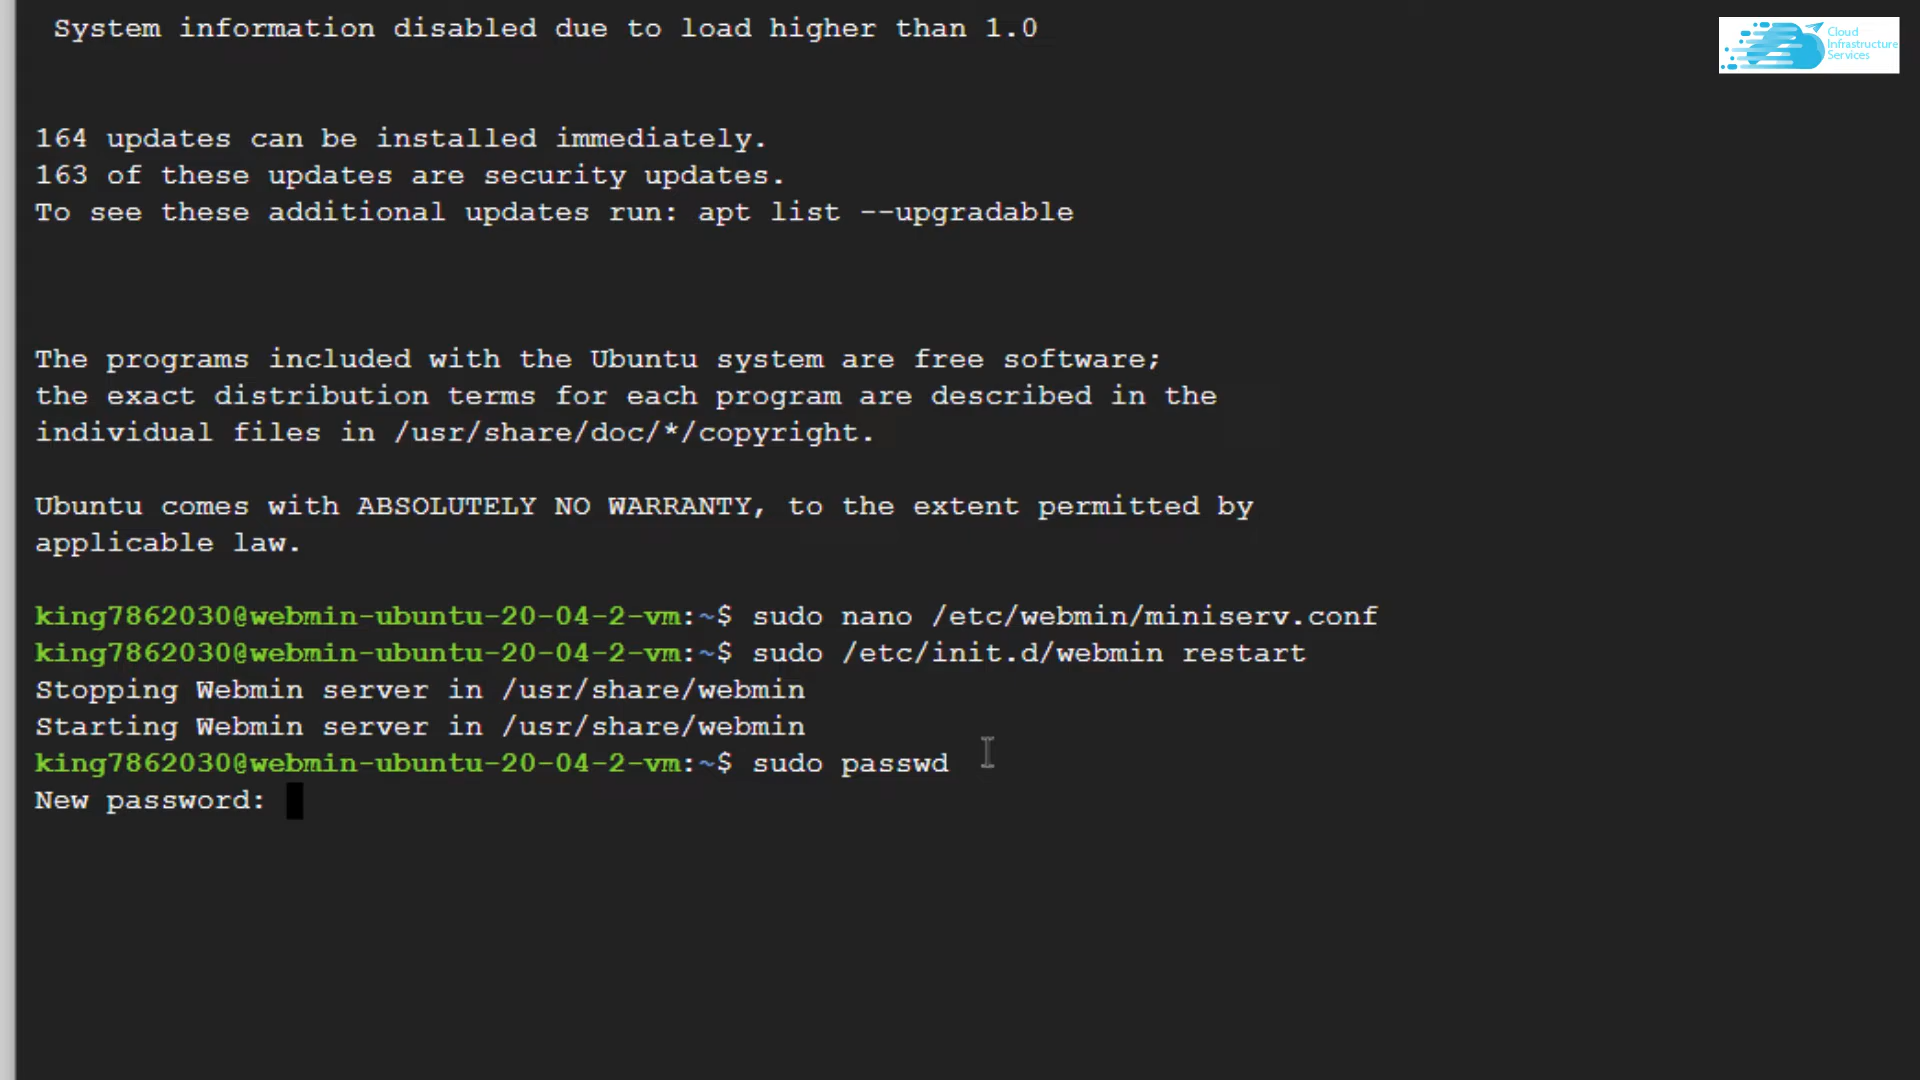 System information disabled due to load higher than 1.0
Cloud
Infrastructure
Services
164 updates can be installed immediately.
163 of these updates are security updates.
To see these additional updates run: apt list --upgradable
The programs included with the Ubuntu system are free software;
the exact distribution terms for each program are described in the
individual files in /usr/share/doc/*/copyright.
Ubuntu comes with ABSOLUTELY NO WARRANTY, to the extent permitted by
applicable law.
king7862030@webmin-ubuntu-20-04-2-vm:~$ sudo nano /etc/webmin/miniserv.conf
king7862030@webmin-ubuntu-20-04-2-vm:~$ sudo /etc/init.d/webmin restart
Stopping Webmin server in /usr/share/webmin
Starting Webmin server in /usr/share/webmin
king7862030@webmin-ubuntu-20-04-2-vm:~$ sudo passwd
New password: